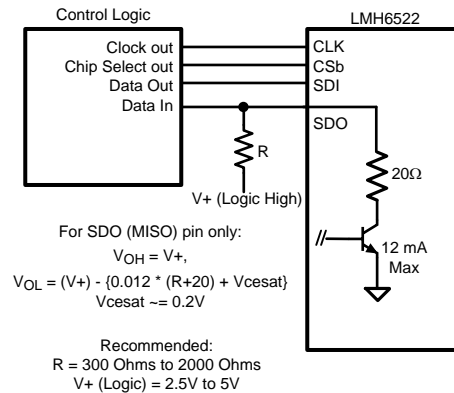 Control Logic
LMH6522
Clock out
Chip Select out
Data Out
Data In
CLK
CSb
SDI
SDO
R
V+ (Logic High)
20Ω
12 mA
Max
For SDO (MISO) pin only:
VOH = V+,
VOL = (V+) - {0.012 * (R+20) + Vcesat}
Vcesat ~= 0.2V
Recommended:
R = 300 Ohms to 2000 Ohms
V+ (Logic) = 2.5V to 5V